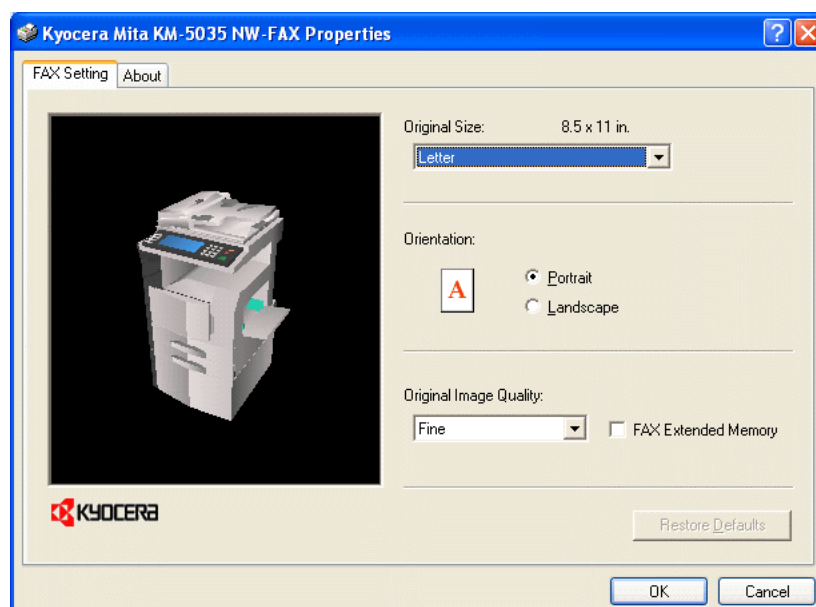 Kyocera Mita KM-5035 NW-FAX Properties
FAX Setting
About
Original Size: 8.5 x 11 in.
Letter
Orientation:
A
Portrait
Landscape
Original Image Quality:
Fine
FAX Extended Memory
KYOCERA
Restore Defaults
OK
Cancel